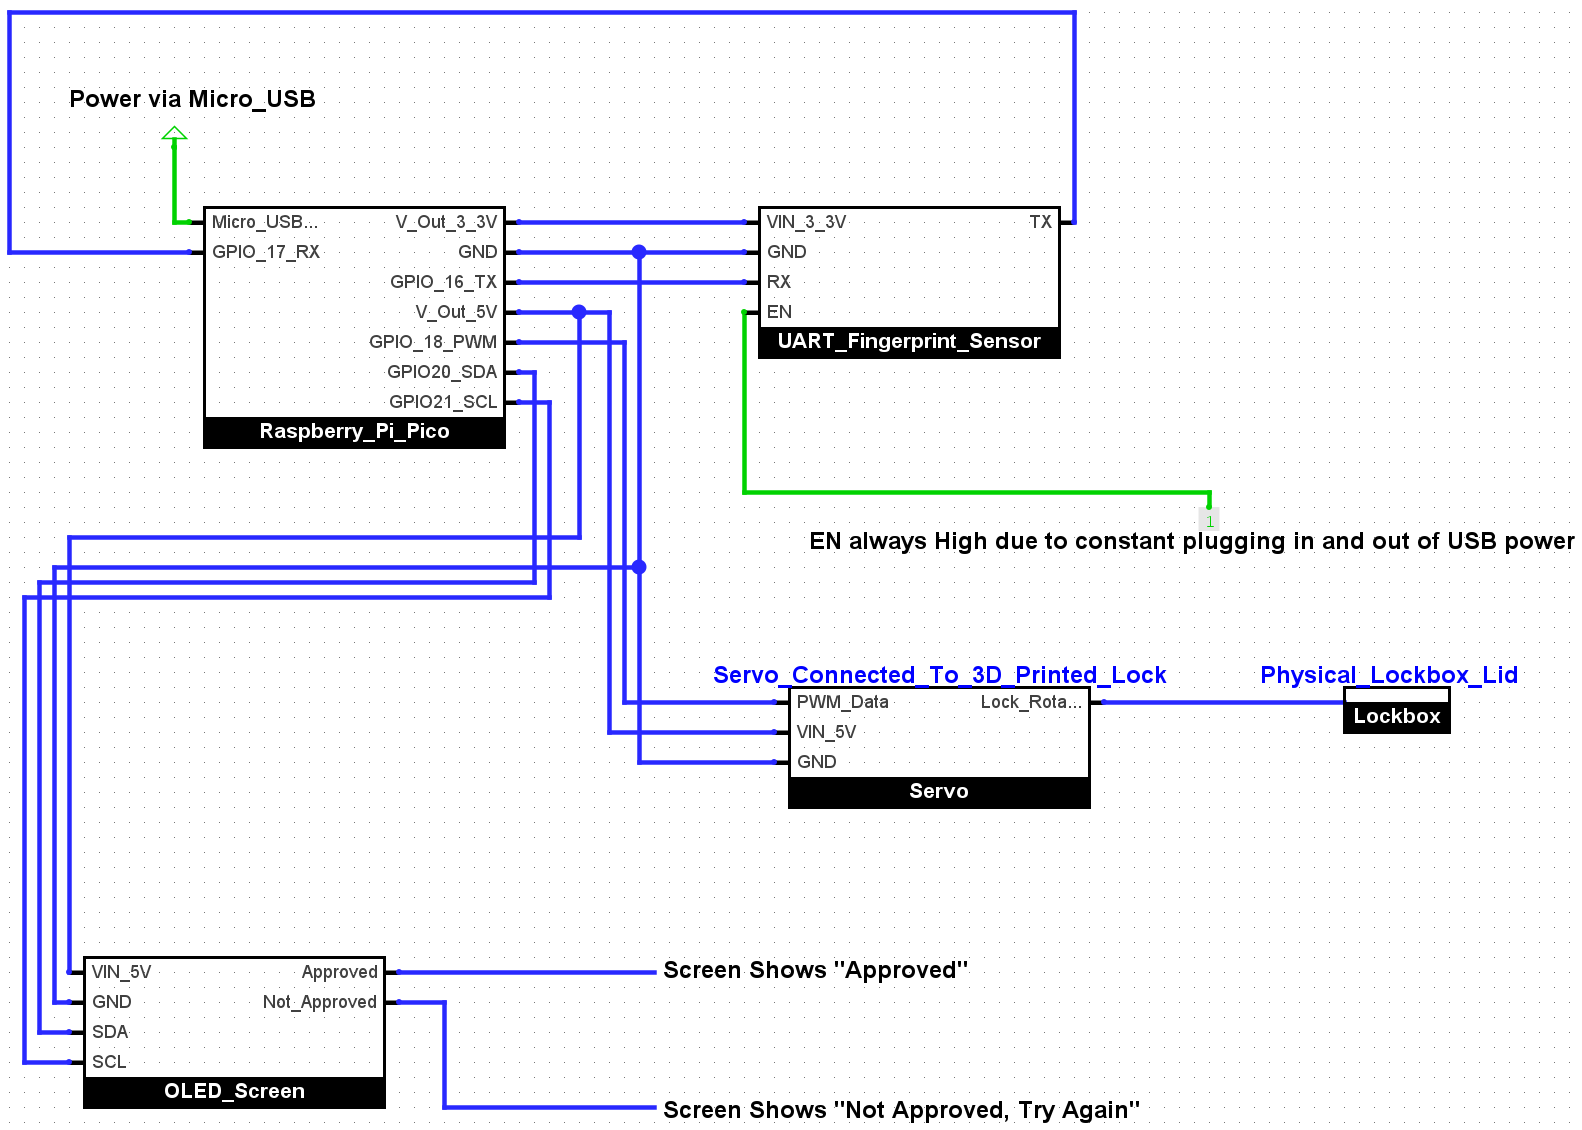 Power via Micro_USB
Micro_USB...
V_Out_3_3V
GPIO_17_RX
GND
GPIO_16_TX
V_Out_5V
GPIO_18_PWM
GPIO20_SDA
GPIO21_SCL
Raspberry_Pi_Pico
VIN_3_3V
TX
GND
RX
EN
UART_Fingerprint_Sensor
1
EN always High due to constant plugging in and out of USB power
Servo_Connected_To_3D_Printed_Lock
PWM_Data
Lock_Rota...
VIN_5V
GND
Servo
Physical_Lockbox_Lid
Lockbox
VIN_5V
Approved
GND
Not_Approved
SDA
SCL
OLED_Screen
Screen Shows "Approved"
Screen Shows "Not Approved, Try Again"